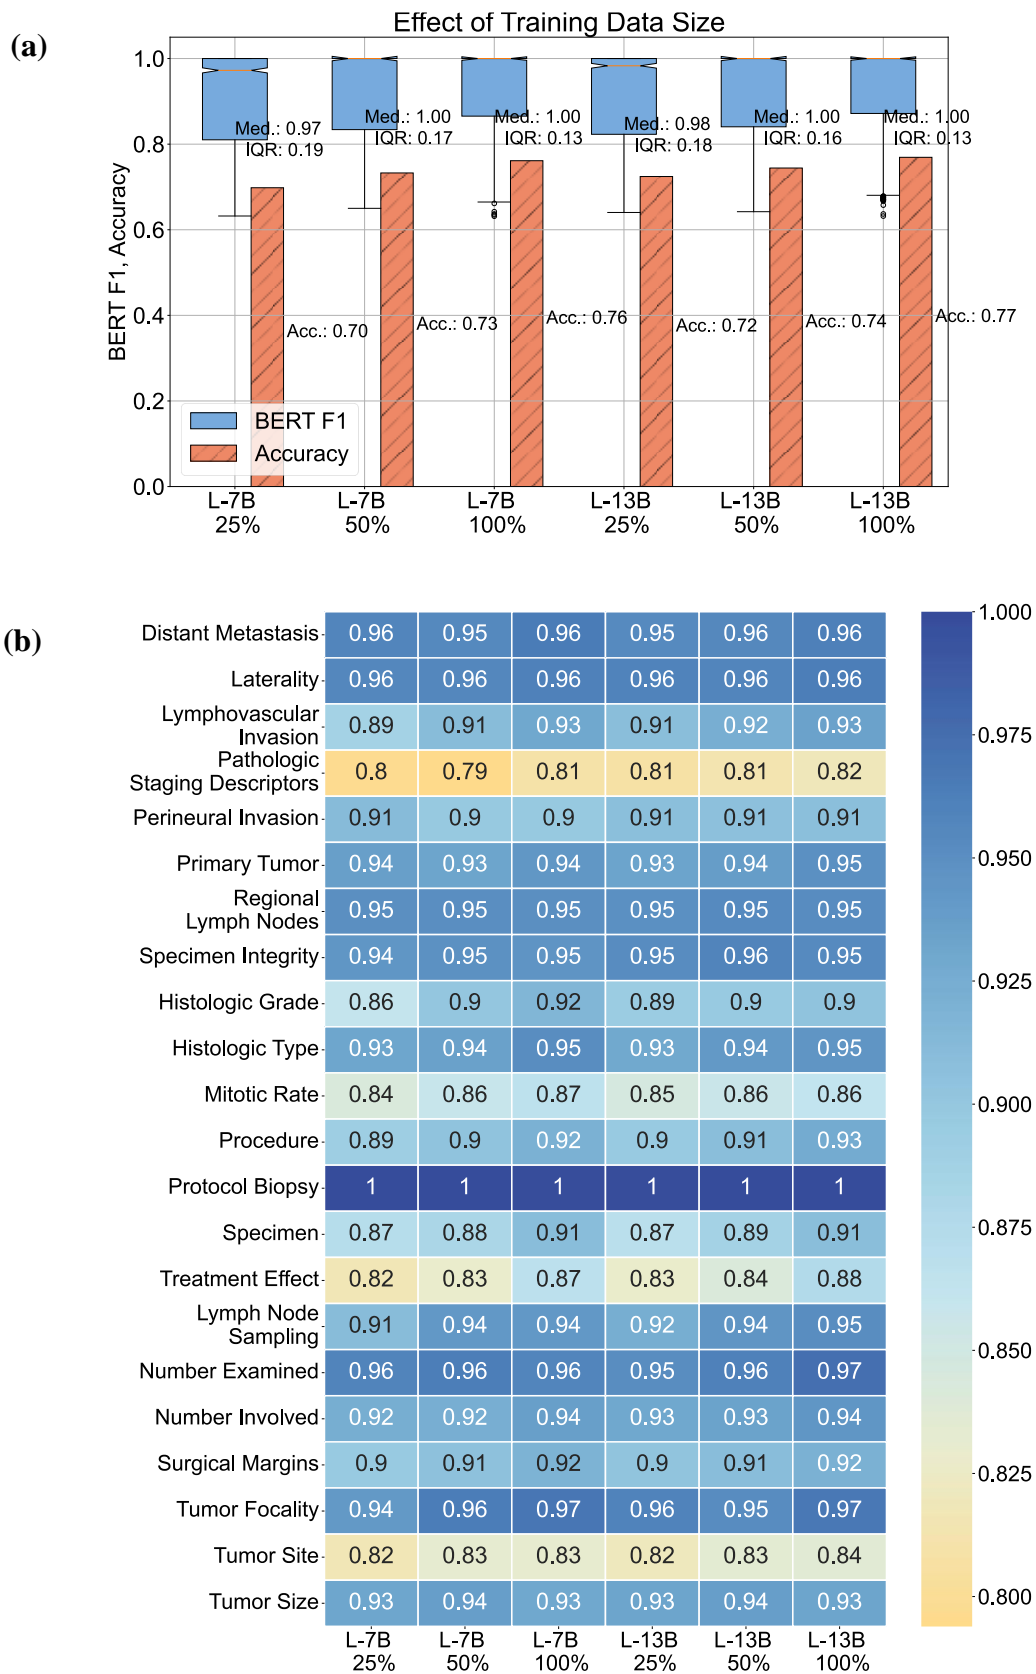 (a)
Effect of Training Data Size
BERT F1, Accuracy
1.0
0.8
0.6
0.4
0.2
0.0
Med.: 0.97
IQR: 0.19
Med.: 1.00
IQR: 0.17
Med.: 1.00
IQR: 0.13
Med.: 0.98
IQR: 0.18
Med.: 1.00
IQR: 0.16
Med.: 1.00
IQR: 0.13
Acc.: 0.70
Acc.: 0.73
Acc.: 0.76
Acc.: 0.72
Acc.: 0.74
Acc.: 0.77
BERT F1
Accuracy
L-7B L-7B L-7B L-13B L-13B L-13B
25% 50% 100% 25% 50% 100%
(b)
Distant Metastasis 0.96 0.95 0.96 0.95 0.96 0.96
Laterality 0.96 0.96 0.96 0.96 0.96 0.96
Lymphovascular
Invasion 0.89 0.91 0.93 0.91 0.92 0.93
Pathologic
Staging Descriptors 0.8 0.79 0.81 0.81 0.81 0.82
Perineural Invasion 0.91 0.9 0.9 0.91 0.91 0.91
Primary Tumor 0.94 0.93 0.94 0.93 0.94 0.95
Regional
Lymph Nodes 0.95 0.95 0.95 0.95 0.95 0.95
Specimen Integrity 0.94 0.95 0.95 0.95 0.96 0.95
Histologic Grade 0.86 0.9 0.92 0.89 0.9 0.9
Histologic Type 0.93 0.94 0.95 0.93 0.94 0.95
Mitotic Rate 0.84 0.86 0.87 0.85 0.86 0.86
Procedure 0.89 0.9 0.92 0.9 0.91 0.93
Protocol Biopsy 1 1 1 1 1 1
Specimen 0.87 0.88 0.91 0.87 0.89 0.91
Treatment Effect 0.82 0.83 0.87 0.83 0.84 0.88
Lymph Node
Sampling 0.91 0.94 0.94 0.92 0.94 0.95
Number Examined 0.96 0.96 0.96 0.95 0.96 0.97
Number Involved 0.92 0.92 0.94 0.93 0.93 0.94
Surgical Margins 0.9 0.91 0.92 0.9 0.91 0.92
Tumor Focality 0.94 0.96 0.97 0.96 0.95 0.97
Tumor Site 0.82 0.83 0.83 0.82 0.83 0.84
Tumor Size 0.93 0.94 0.93 0.93 0.94 0.93
L-7B L-7B L-7B L-13B L-13B L-13B
25% 50% 100% 25% 50% 100%
1.000
0.975
0.950
0.925
0.900
0.875
0.850
0.825
0.800